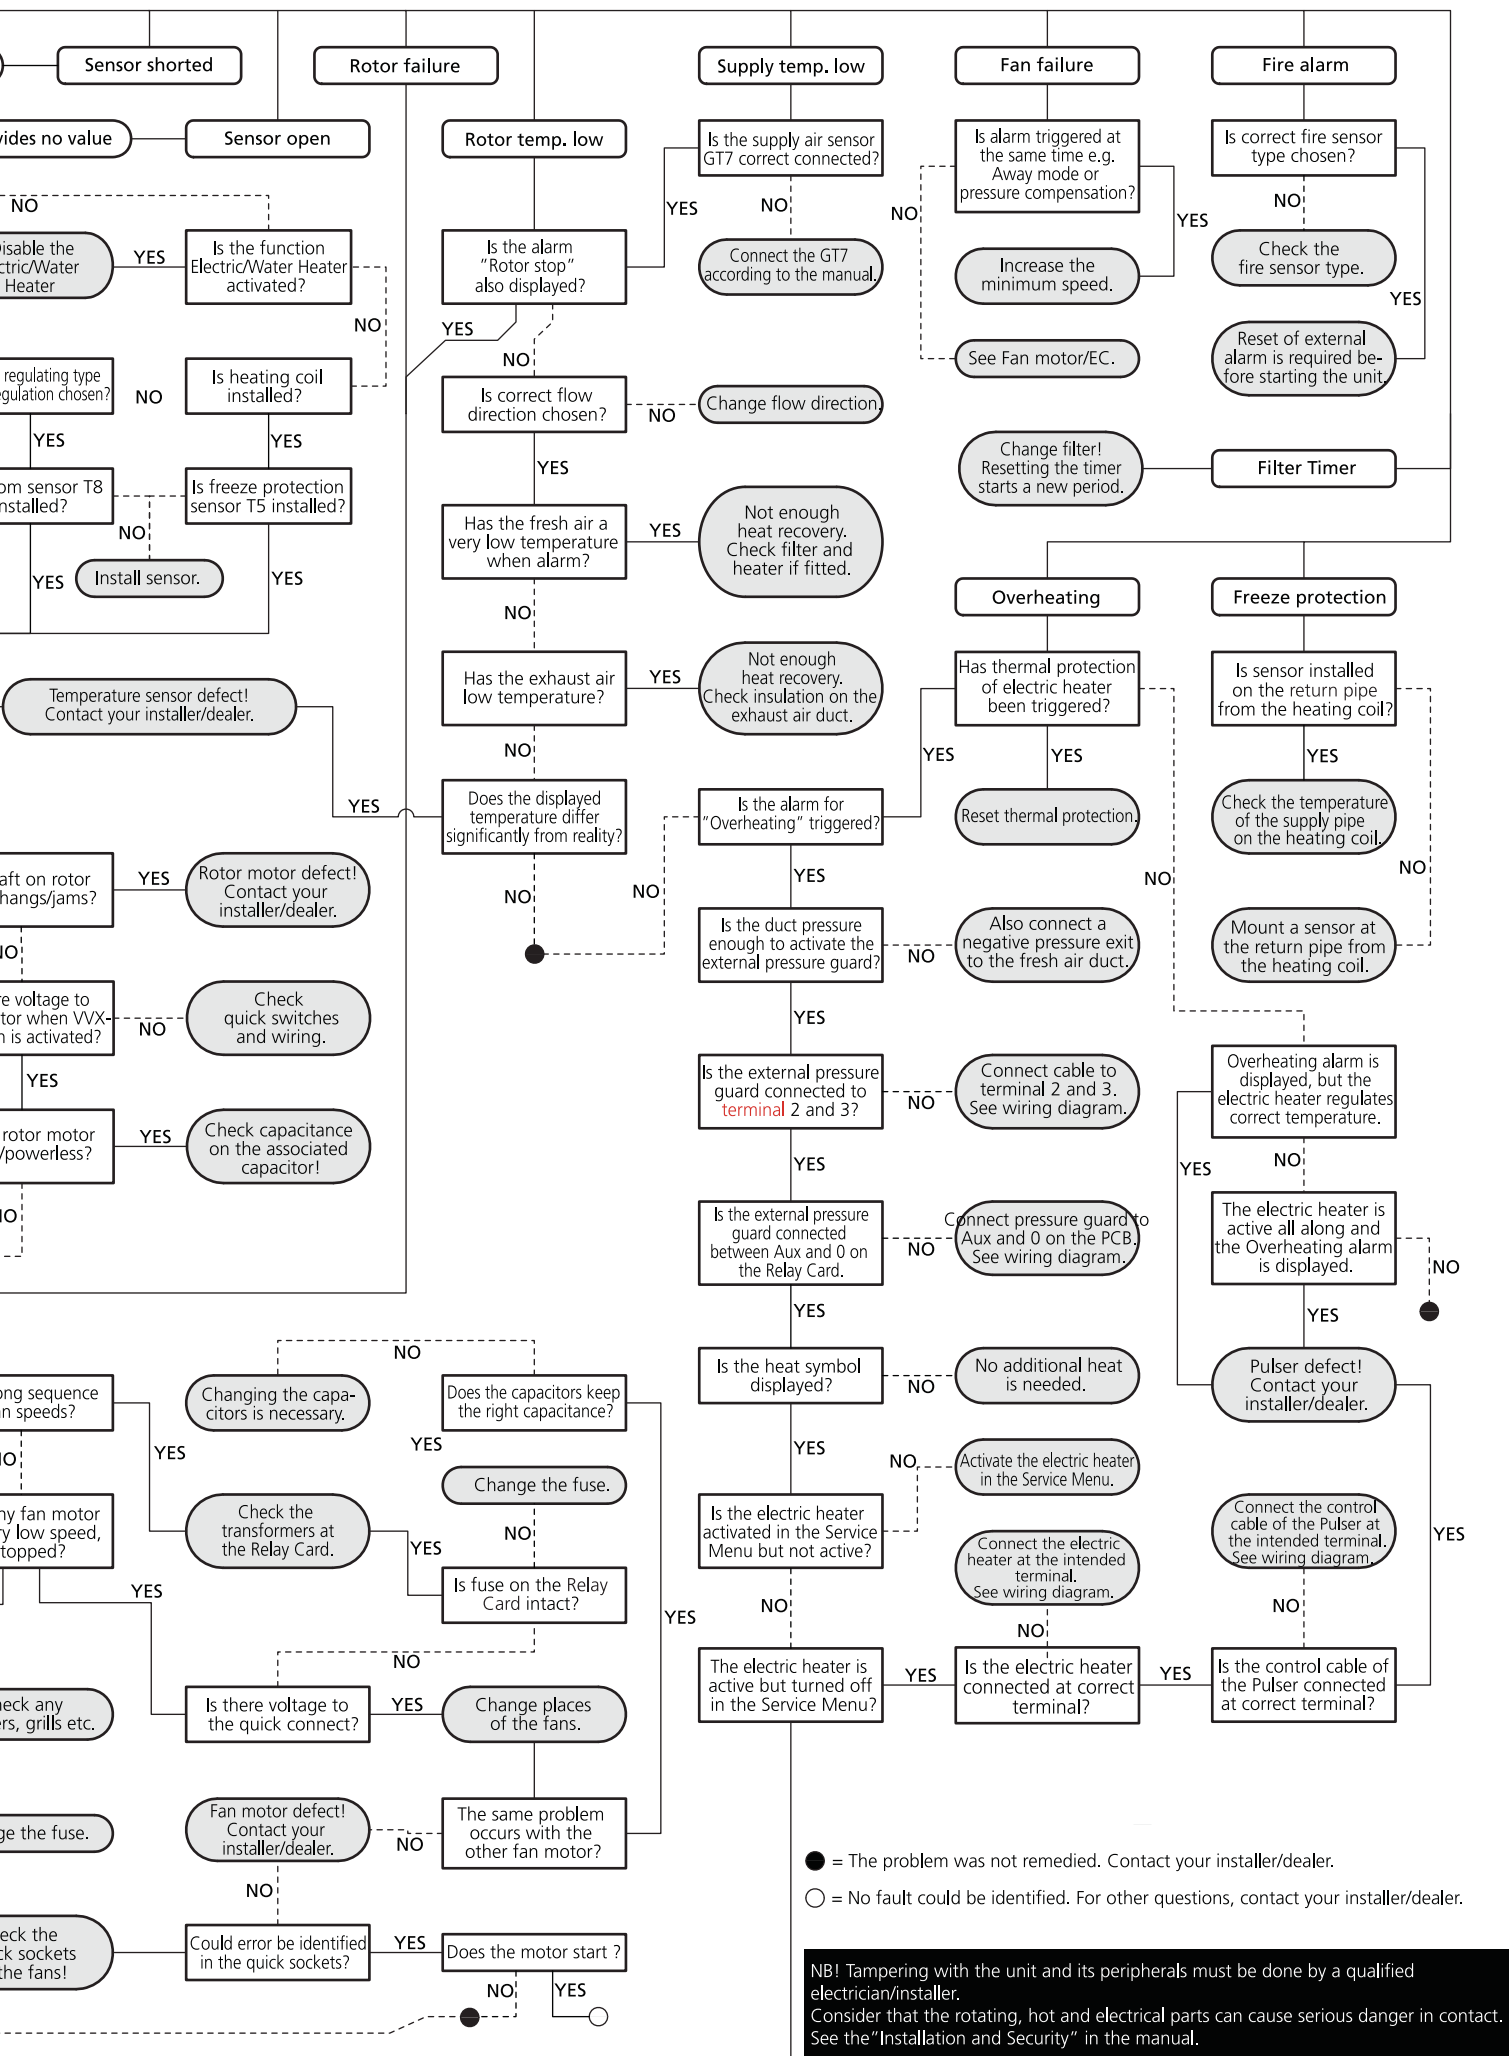 Sensor shorted
Rotor failure
Supply temp. low
Fan failure
Fire alarm
vides no value
Sensor open
Rotor temp. low
Is the supply air sensor
GT7 correct connected?
Is alarm triggered at
the same time e.g.
Away mode or
pressure compensation?
Is correct fire sensor
type chosen?
NO
YES
NO
NO
YES
NO
isable the
ctric/Water
Heater
YES
Is the function
Electric/Water Heater
activated?
Is the alarm
"Rotor stop"
also displayed?
Connect the GT7
according to the manual.
Increase the
minimum speed.
Check the
fire sensor type.
YES
NO
YES
NO
See Fan motor/EC.
Reset of external
alarm is required be-
fore starting the unit.
regulating type
egulation chosen?
NO
Is heating coil
installed?
Is correct flow
direction chosen?
NO
Change flow direction.
YES
YES
YES
Change filter!
Resetting the timer
starts a new period.
Filter Timer
om sensor T8
nstalled?
NO
Is freeze protection
sensor T5 installed?
Has the fresh air a
very low temperature
when alarm?
YES
Not enough
heat recovery.
Check filter and
heater if fitted.
YES
Install sensor.
YES
NO
Overheating
Freeze protection
Temperature sensor defect!
Contact your installer/dealer.
Has the exhaust air
low temperature?
YES
Not enough
heat recovery.
Check insulation on the
exhaust air duct.
Has thermal protection
of electric heater
been triggered?
Is sensor installed
on the return pipe
from the heating coil?
NO
YES
YES
YES
YES
Does the displayed
temperature differ
significantly from reality?
Is the alarm for
"Overheating" triggered?
Reset thermal protection.
Check the temperature
of the supply pipe
on the heating coil.
aft on rotor
hangs/jams?
YES
Rotor motor defect!
Contact your
installer/dealer.
NO
NO
YES
NO
NO
NO
Is the duct pressure
enough to activate the
external pressure guard?
NO
Also connect a
negative pressure exit
to the fresh air duct.
Mount a sensor at
the return pipe from
the heating coil.
re voltage to
tor when VVX-
n is activated?
NO
Check
quick switches
and wiring.
YES
YES
Is the external pressure
guard connected to
terminal 2 and 3?
NO
Connect cable to
terminal 2 and 3.
See wiring diagram.
Overheating alarm is
displayed, but the
electric heater regulates
correct temperature.
rotor motor
/powerless?
YES
Check capacitance
on the associated
capacitor!
YES
YES
NO
NO
Is the external pressure
guard connected
between Aux and 0 on
the Relay Card.
NO
Connect pressure guard to
Aux and 0 on the PCB.
See wiring diagram.
The electric heater is
active all along and
the Overheating alarm
is displayed.
NO
YES
YES
NO
Changing the capa-
citors is necessary.
Does the capacitors keep
the right capacitance?
Is the heat symbol
displayed?
NO
No additional heat
is needed.
Pulser defect!
Contact your
installer/dealer.
ong sequence
n speeds?
YES
YES
YES
NO
Change the fuse.
NO
Activate the electric heater
in the Service Menu.
ny fan motor
ry low speed,
topped?
Check the
transformers at
the Relay Card.
YES
NO
Is the electric heater
activated in the Service
Menu but not active?
Connect the electric
heater at the intended
terminal.
See wiring diagram.
Connect the control
cable of the Pulser at
the intended terminal.
See wiring diagram.
YES
YES
Is fuse on the Relay
Card intact?
YES
NO
NO
NO
NO
heck any
ers, grills etc.
Is there voltage to
the quick connect?
YES
Change places
of the fans.
The electric heater is
active but turned off
in the Service Menu?
YES
Is the electric heater
connected at correct
terminal?
YES
Is the control cable of
the Pulser connected
at correct terminal?
ge the fuse.
Fan motor defect!
Contact your
installer/dealer.
NO
The same problem
occurs with the
other fan motor?
= The problem was not remedied. Contact your installer/dealer.
NO
= No fault could be identified. For other questions, contact your installer/dealer.
eck the
ck sockets
the fans!
Could error be identified
in the quick sockets?
YES
Does the motor start ?
NO
YES
NB! Tampering with the unit and its peripherals must be done by a qualified
electrician/installer.
Consider that the rotating, hot and electrical parts can cause serious danger in contact.
See the"Installation and Security" in the manual.